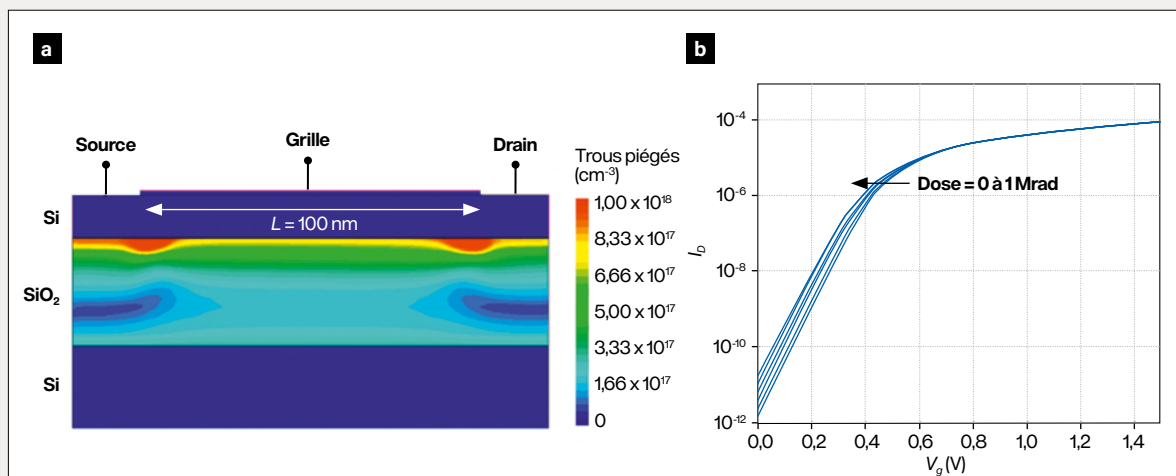 a
Source
Grille
Drain
Si
L = 100 nm
SiO₂
Si
Trous piégés
(cm⁻³)
1,00 x 10¹⁸
8,33 x 10¹⁷
6,66 x 10¹⁷
5,00 x 10¹⁷
3,33 x 10¹⁷
1,66 x 10¹⁷
0
b
10⁻⁴
10⁻⁶
10⁻⁸
10⁻¹⁰
10⁻¹²
I_D
Dose = 0 à 1 Mrad
0,0 0,2 0,4 0,6 0,8 1,0 1,2 1,4
V_g (V)